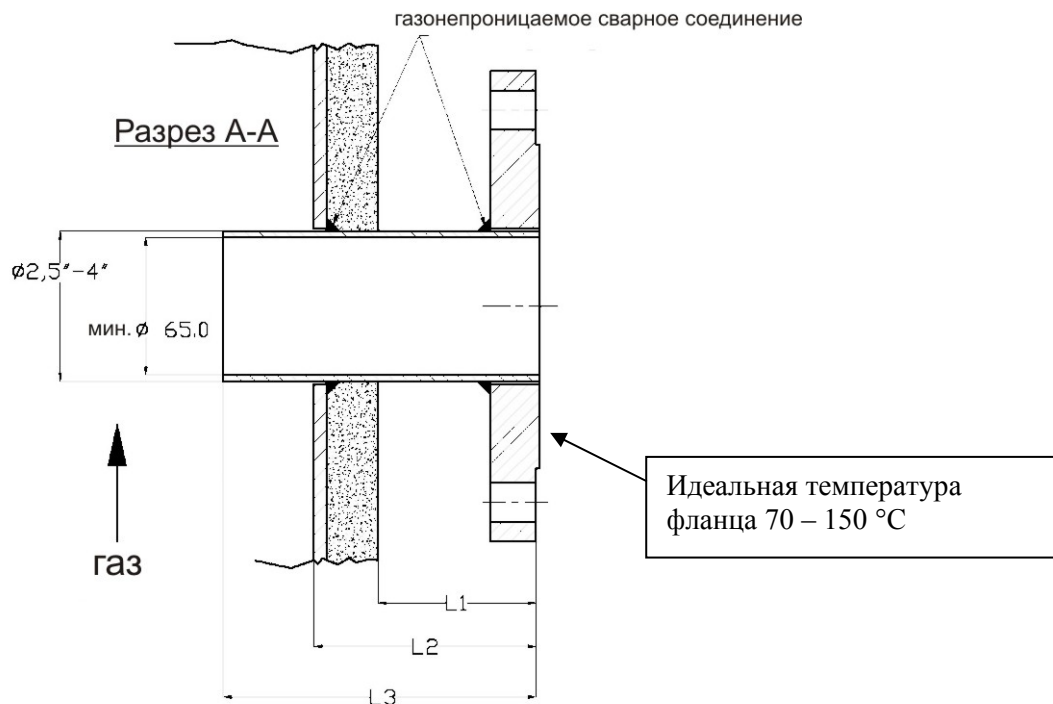 газонепроницаемое сварное соединение
Разрез А-А
ø2,5"-4"
мин. ø 65.0
Идеальная температура
фланца 70 – 150 °С
газ
L1
L2
L3